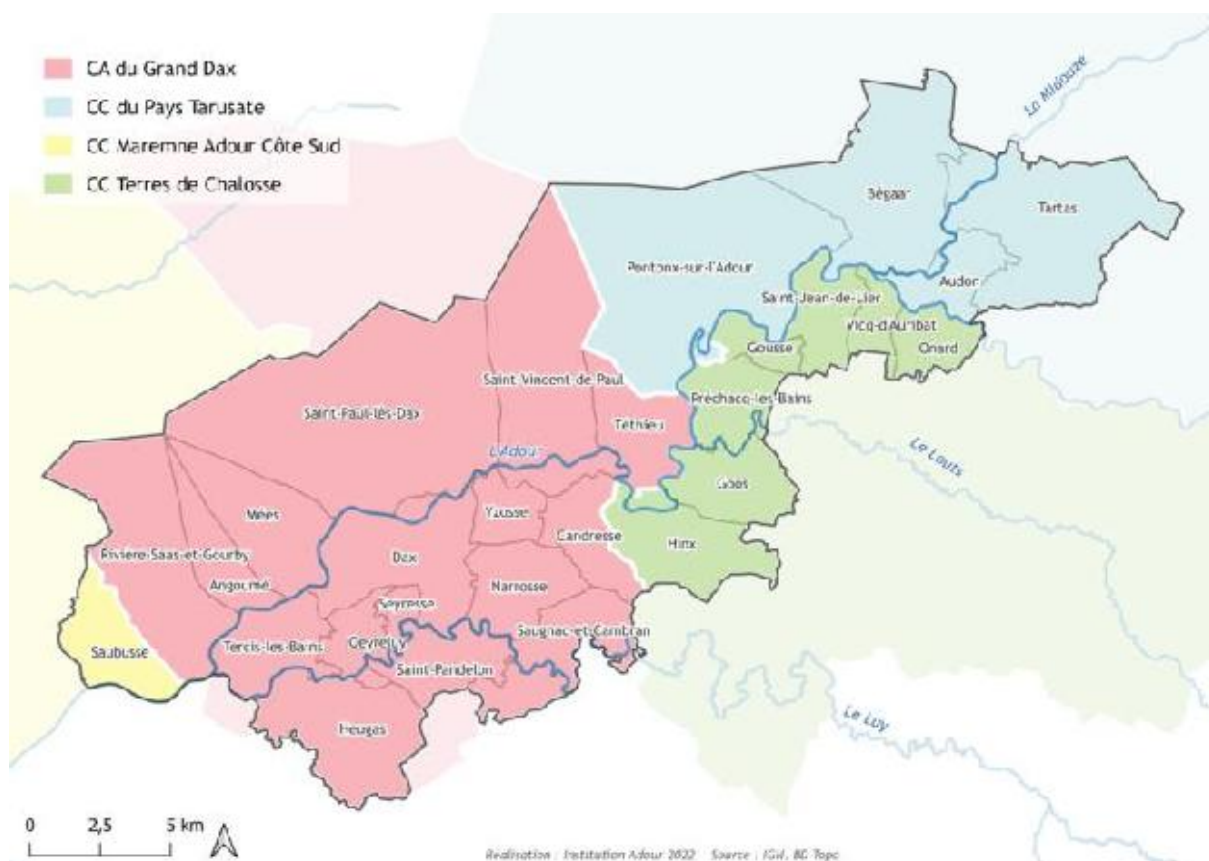 CA du Grand Dax
CC du Pays Tarusate
CC Maremne Adour Côte Sud
CC Terres de Chalosse
La Midouze
Bégaar
Tartas
Pontonx-sur-l'Adour
Audon
Saint-Jean-de-Lier
Vicq-d'Auribat
Gousse
Onard
Saint-Vincent-de-Paul
Préchacq-les-Bains
Saint-Paul-lès-Dax
Téthieu
L'Adour
Le Louts
Goos
Mées
Yzosse
Candresse
Hinx
Rivière-Saas-et-Gourby
Dax
Angoumé
Narrosse
Seyresse
Saugnac-et-Cambran
Saubusse
Tercis-les-Bains
Oeyreluy
Saint-Pandelon
Le Luy
Heugas
0 2,5 5 km
Réalisation : Institution Adour 2022 Source : IGN, BD Topo